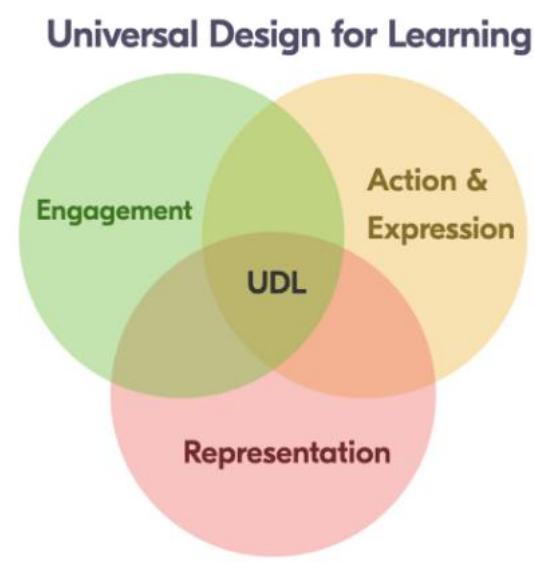 Universal Design for Learning
Engagement
Action &
Expression
UDL
Representation